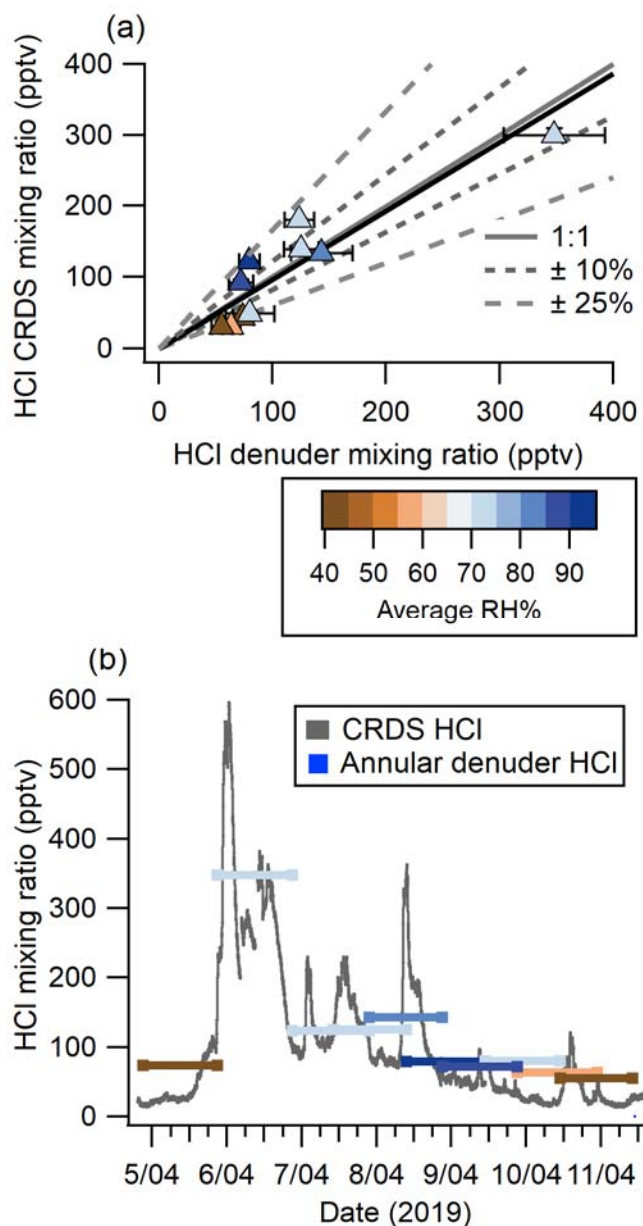 (a)
HCl CRDS mixing ratio (pptv)
400
300
200
100
0
1:1
± 10%
± 25%
0 100 200 300 400
HCl denuder mixing ratio (pptv)
40 50 60 70 80 90
Average RH%
(b)
HCl mixing ratio (pptv)
600
500
400
300
200
100
0
CRDS HCl
Annular denuder HCl
5/04 6/04 7/04 8/04 9/04 10/04 11/04
Date (2019)